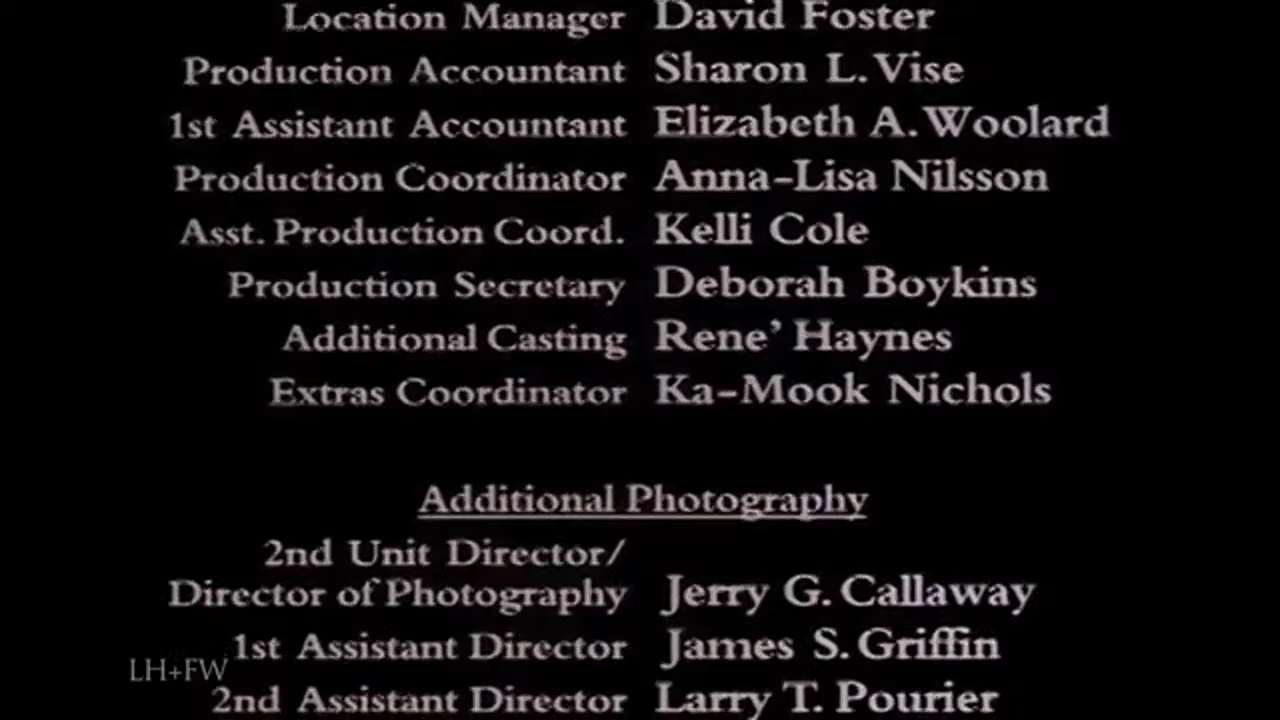 Location Manager David Foster
Production Accountant Sharon L. Vise
1st Assistant Accountant Elizabeth A. Woolard
Production Coordinator Anna-Lisa Nilsson
Asst. Production Coord. Kelli Cole
Production Secretary Deborah Boykins
Additional Casting Rene' Haynes
Extras Coordinator Ka-Mook Nichols
Additional Photography
2nd Unit Director/
Director of Photography Jerry G. Callaway
1st Assistant Director James S. Griffin
LH+FW
2nd Assistant Director Larry T. Pourier